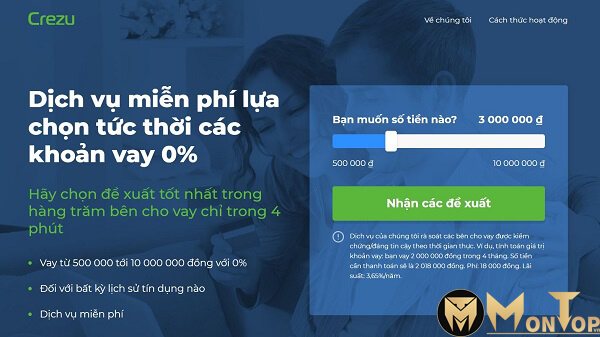 Crezu
Về chúng tôi
Cách thức hoạt động
Dịch vụ miễn phí lựa
chọn tức thời các
khoản vay 0%
Hãy chọn đề xuất tốt nhất trong
hàng trăm bên cho vay chỉ trong 4
phút
Vay từ 500 000 tới 10 000 000 đồng với 0%
Đối với bất kỳ lịch sử tín dụng nào
Dịch vụ miễn phí
Bạn muốn số tiền nào? 3 000 000 ₫
500 000 ₫ 10 000 000 ₫
Nhận các đề xuất
Dịch vụ của chúng tôi rà soát các bên cho vay được kiểm
chứng/đáng tin cậy theo thời gian thực. Ví dụ, tính toán giá trị
khoản vay: bạn vay 2 000 000 đồng trong 4 tháng. Số tiền
cần thanh toán sẽ là 2 018 000 đồng. Phí: 18 000 đồng. Lãi
suất: 3,65%/năm.
MONTOP